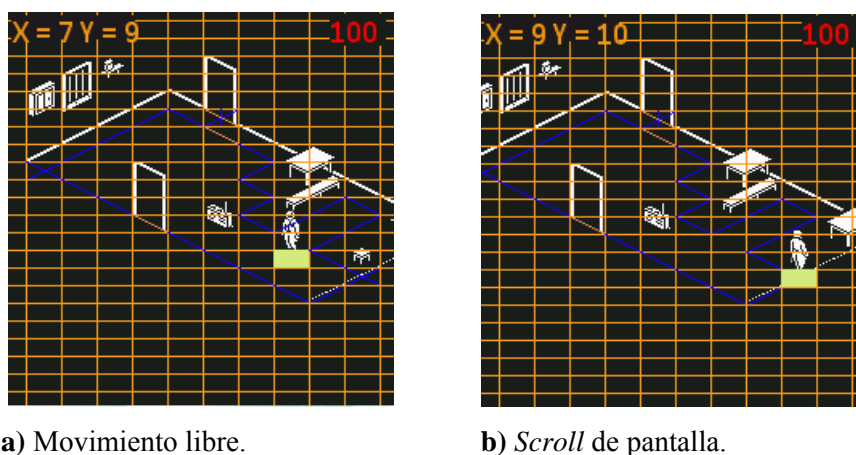 X = 7 Y = 9 100
X = 9 Y = 10 100
a) Movimiento libre.
b) Scroll de pantalla.